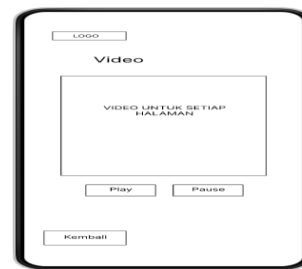 LOGO
Video
VIDEO UNTUK SETIAP
HALAMAN
Play
Pause
Kembali